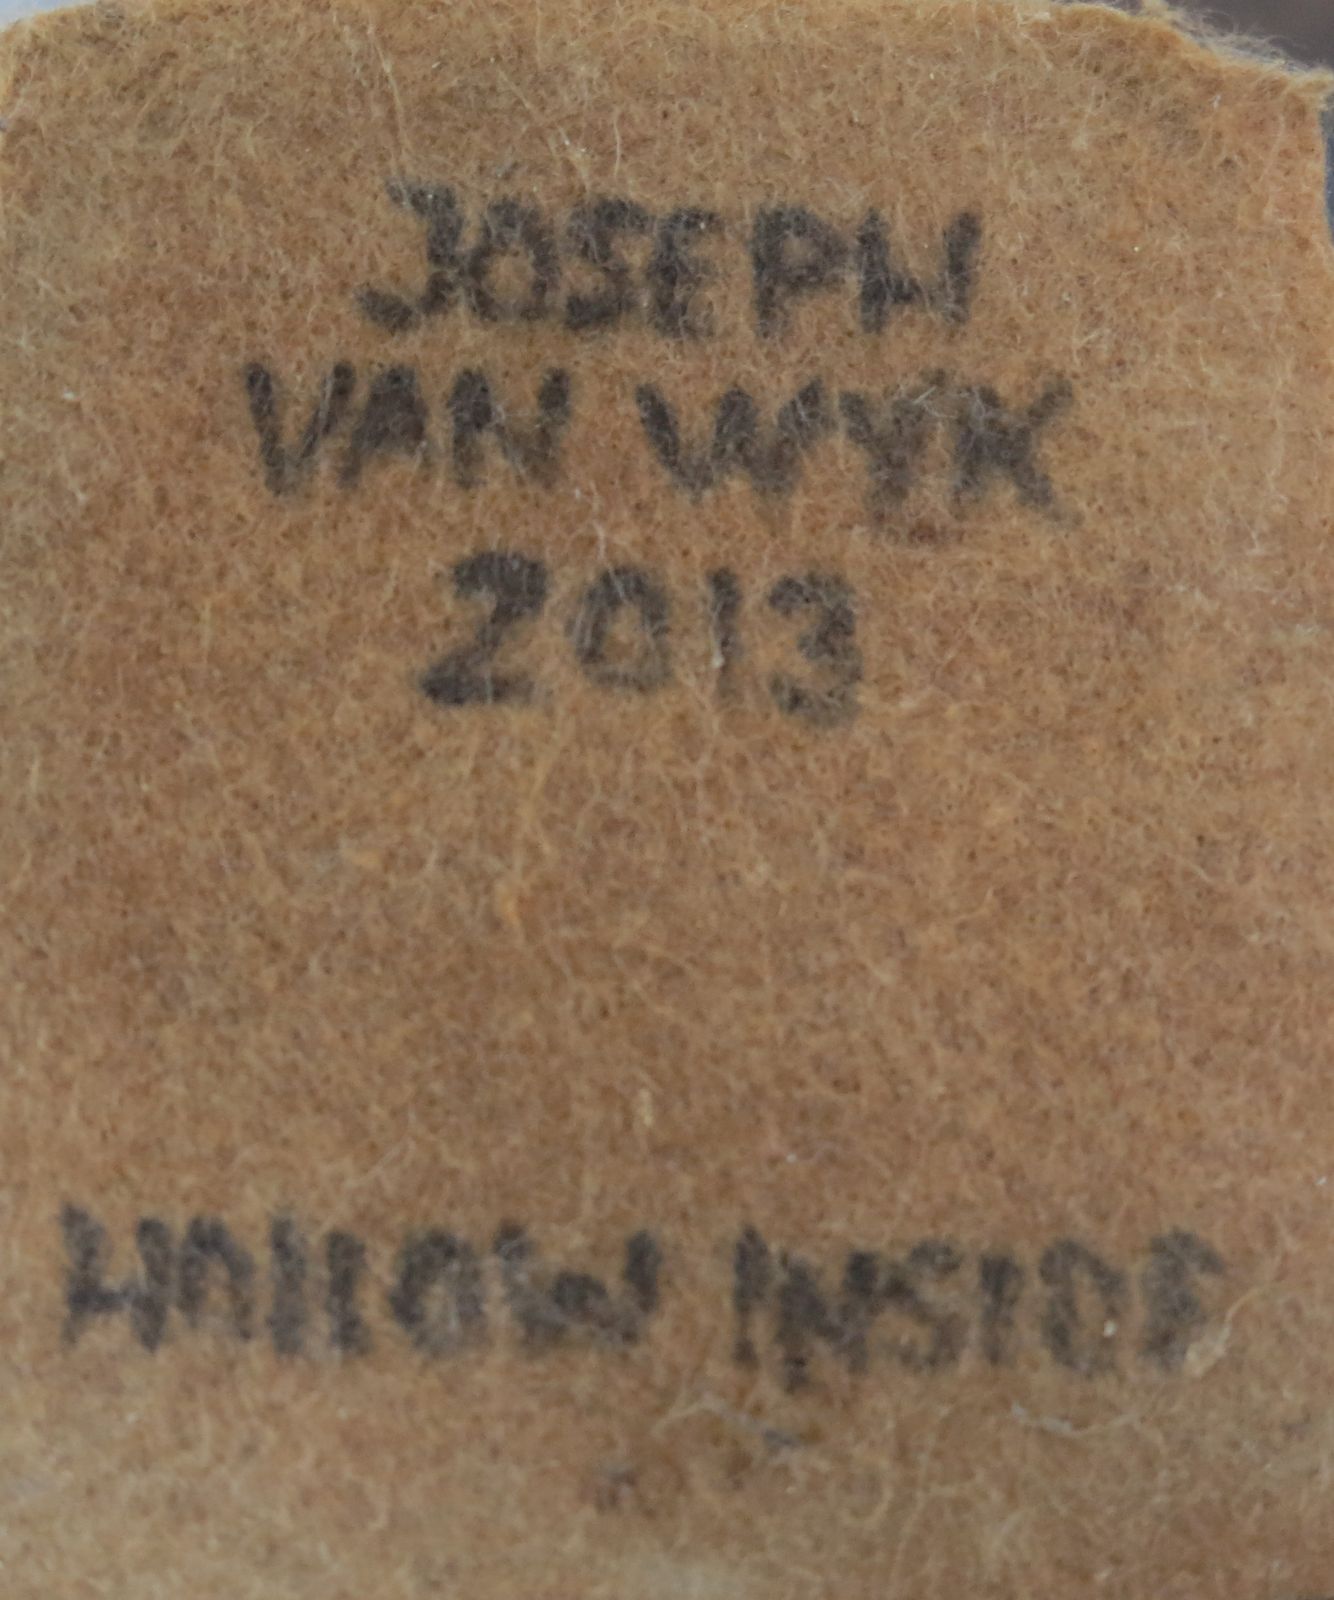 JOSEPH
VAN WYK
2013
HOLLOW INSIDE